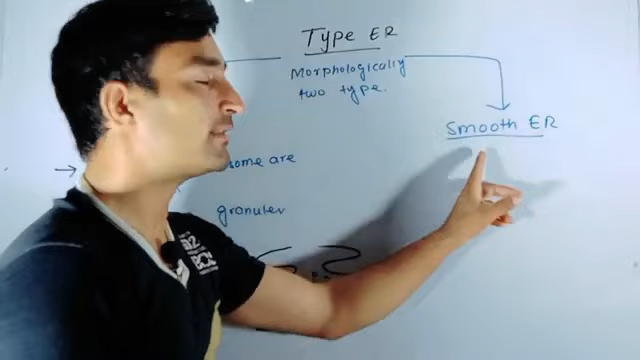 Type ER
Morphologically
two type.
Smooth ER
some are
granuler